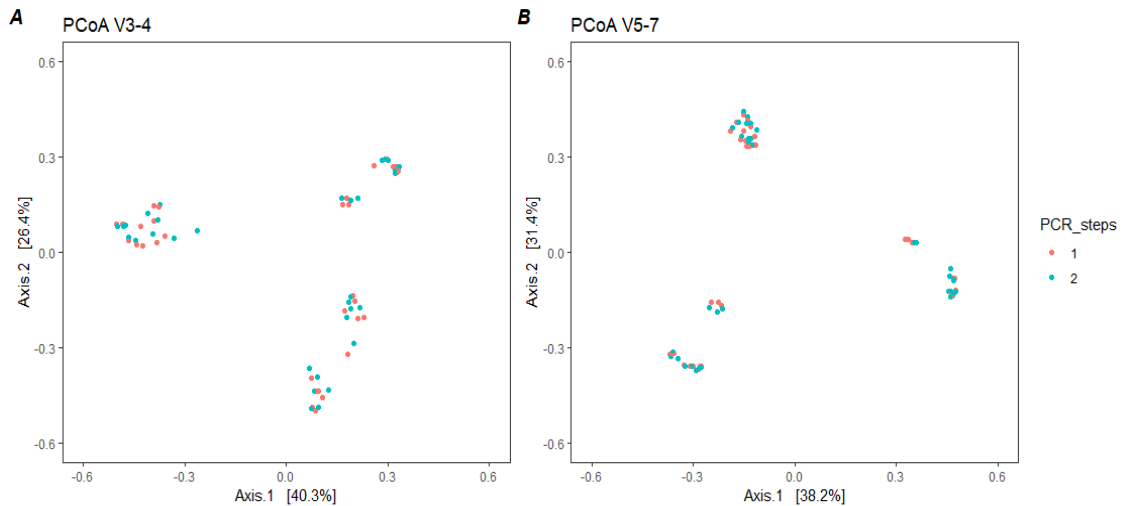 A
PCoA V3-4
0.6
0.3
0.0
-0.3
-0.6
Axis.2 [26.4%]
-0.6 -0.3 0.0 0.3 0.6
Axis.1 [40.3%]
B
PCoA V5-7
0.6
0.3
0.0
-0.3
-0.6
Axis.2 [31.4%]
-0.6 -0.3 0.0 0.3 0.6
Axis.1 [38.2%]
PCR_steps
1
2